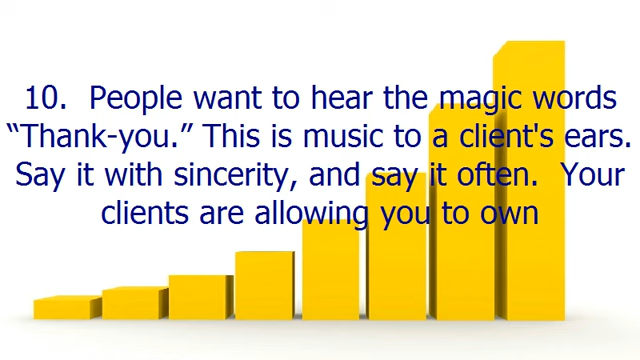 10.  People want to hear the magic words
“Thank-you.” This is music to a client's ears.
Say it with sincerity, and say it often.  Your
clients are allowing you to own